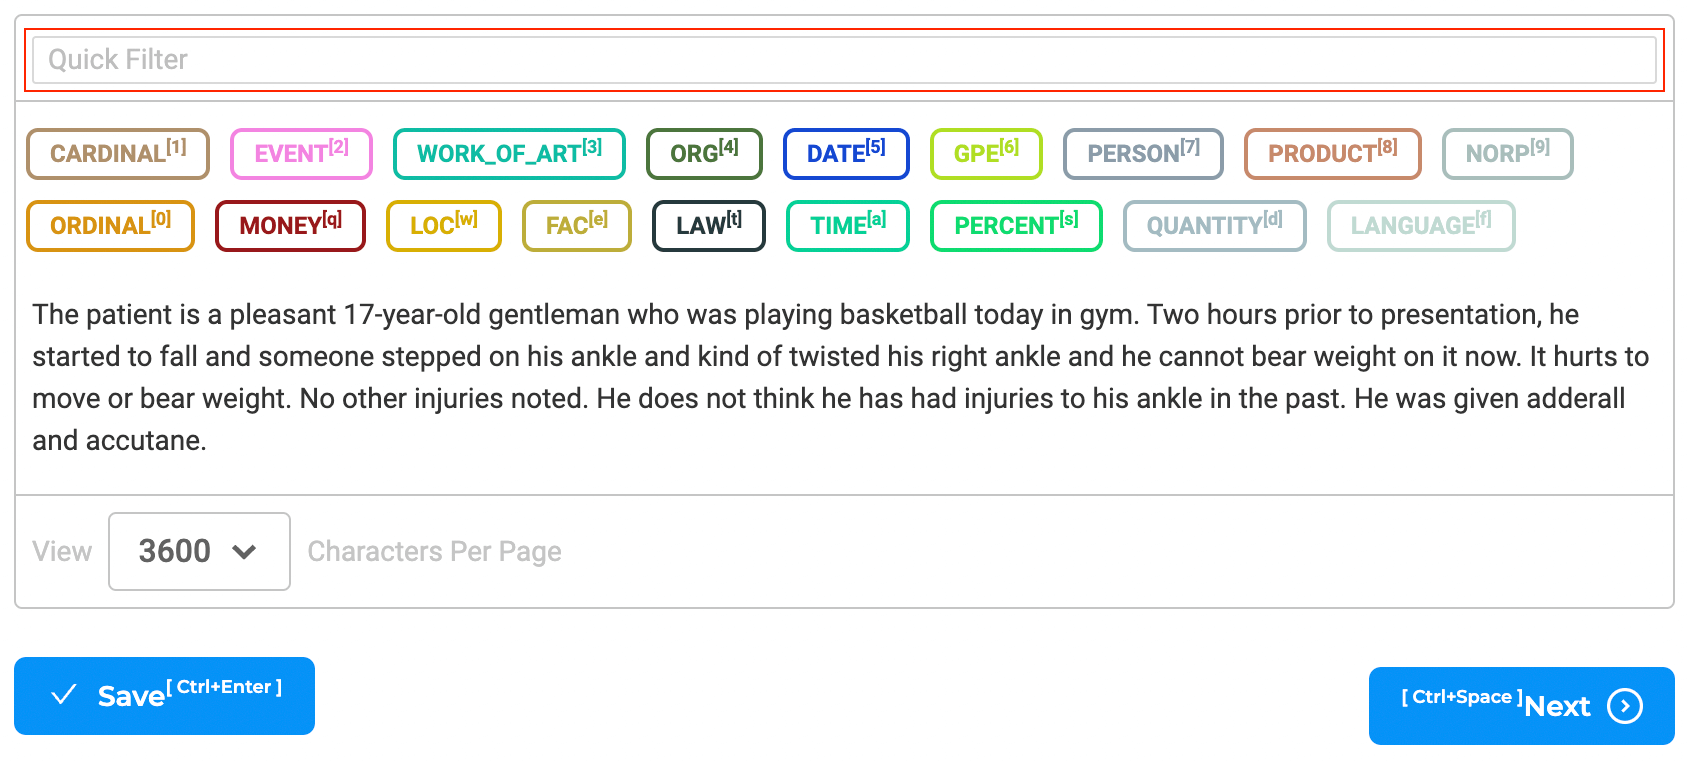 Quick Filter
CARDINAL[1] EVENT[2] WORK_OF_ART[3] ORG[4] DATE[5] GPE[6] PERSON[7] PRODUCT[8] NORP[9]
ORDINAL[0] MONEY[q] LOC[w] FAC[e] LAW[t] TIME[a] PERCENT[s] QUANTITY[d] LANGUAGE[f]
The patient is a pleasant 17-year-old gentleman who was playing basketball today in gym. Two hours prior to presentation, he
started to fall and someone stepped on his ankle and kind of twisted his right ankle and he cannot bear weight on it now. It hurts to
move or bear weight. No other injuries noted. He does not think he has had injuries to his ankle in the past. He was given adderall
and accutane.
View 3600 Characters Per Page
Save[ Ctrl+Enter ]
[ Ctrl+Space ]Next